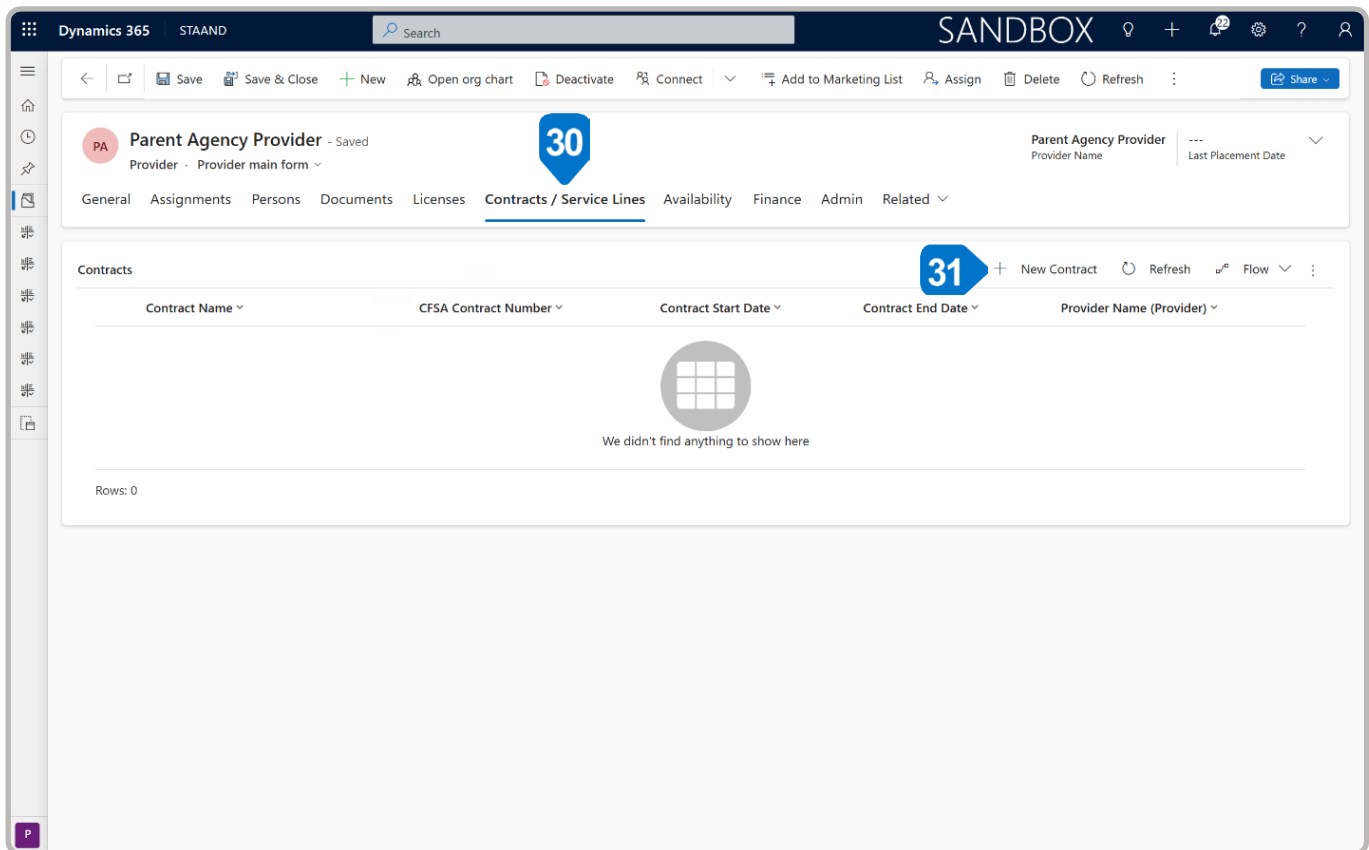 Dynamics 365 STAAND Search SANDBOX 22
Save Save & Close New Open org chart Deactivate Connect Add to Marketing List Assign Delete Refresh Share
PA Parent Agency Provider - Saved
Provider · Provider main form
30
Parent Agency Provider
Provider Name
---
Last Placement Date
General Assignments Persons Documents Licenses Contracts / Service Lines Availability Finance Admin Related
Contracts 31 New Contract Refresh Flow
Contract Name CFSA Contract Number Contract Start Date Contract End Date Provider Name (Provider)
We didn't find anything to show here
Rows: 0
P